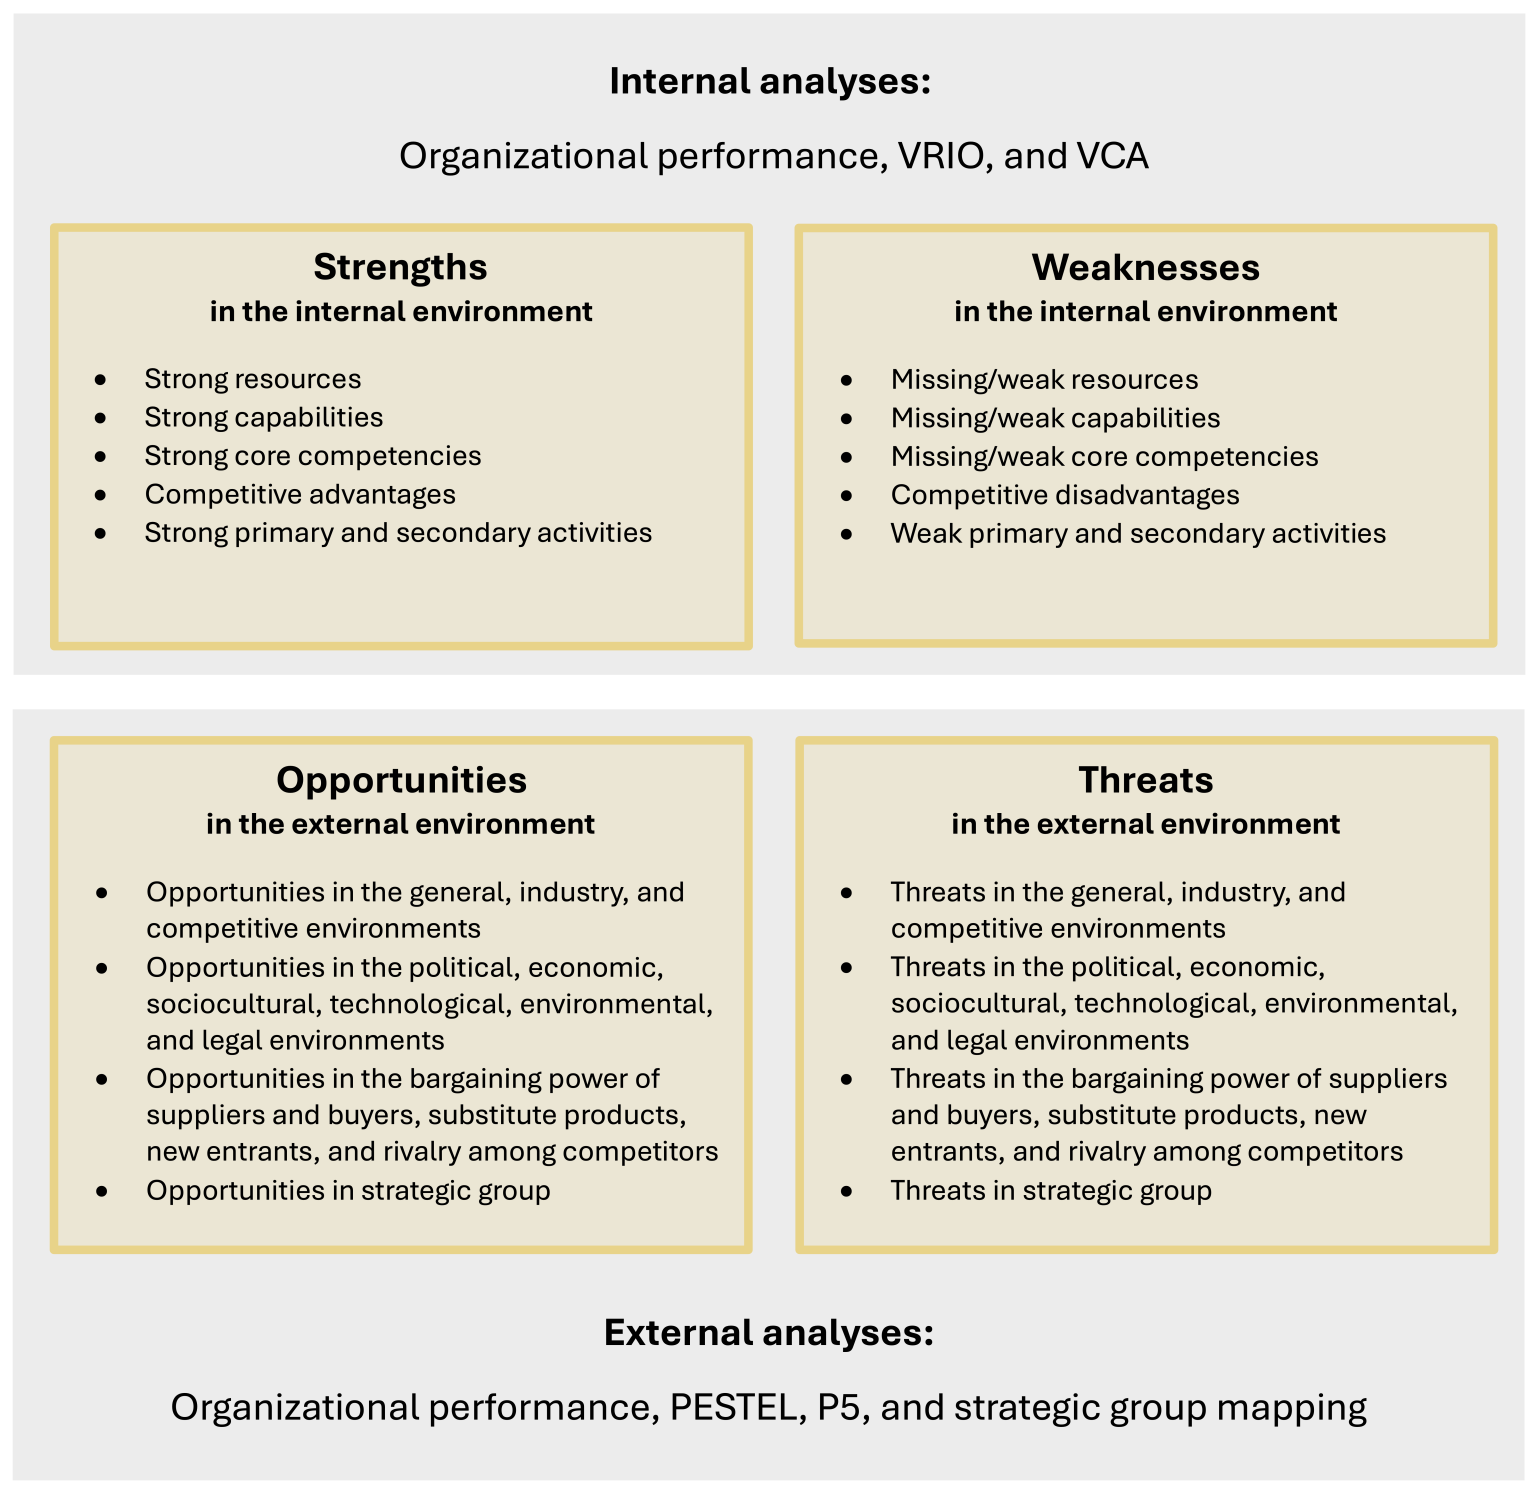 Internal analyses:
Organizational performance, VRIO, and VCA
Strengths
in the internal environment
• Strong resources
• Strong capabilities
• Strong core competencies
• Competitive advantages
• Strong primary and secondary activities
Weaknesses
in the internal environment
• Missing/weak resources
• Missing/weak capabilities
• Missing/weak core competencies
• Competitive disadvantages
• Weak primary and secondary activities
Opportunities
in the external environment
• Opportunities in the general, industry, and
competitive environments
• Opportunities in the political, economic,
sociocultural, technological, environmental,
and legal environments
• Opportunities in the bargaining power of
suppliers and buyers, substitute products,
new entrants, and rivalry among competitors
• Opportunities in strategic group
Threats
in the external environment
• Threats in the general, industry, and
competitive environments
• Threats in the political, economic,
sociocultural, technological, environmental,
and legal environments
• Threats in the bargaining power of suppliers
and buyers, substitute products, new
entrants, and rivalry among competitors
• Threats in strategic group
External analyses:
Organizational performance, PESTEL, P5, and strategic group mapping